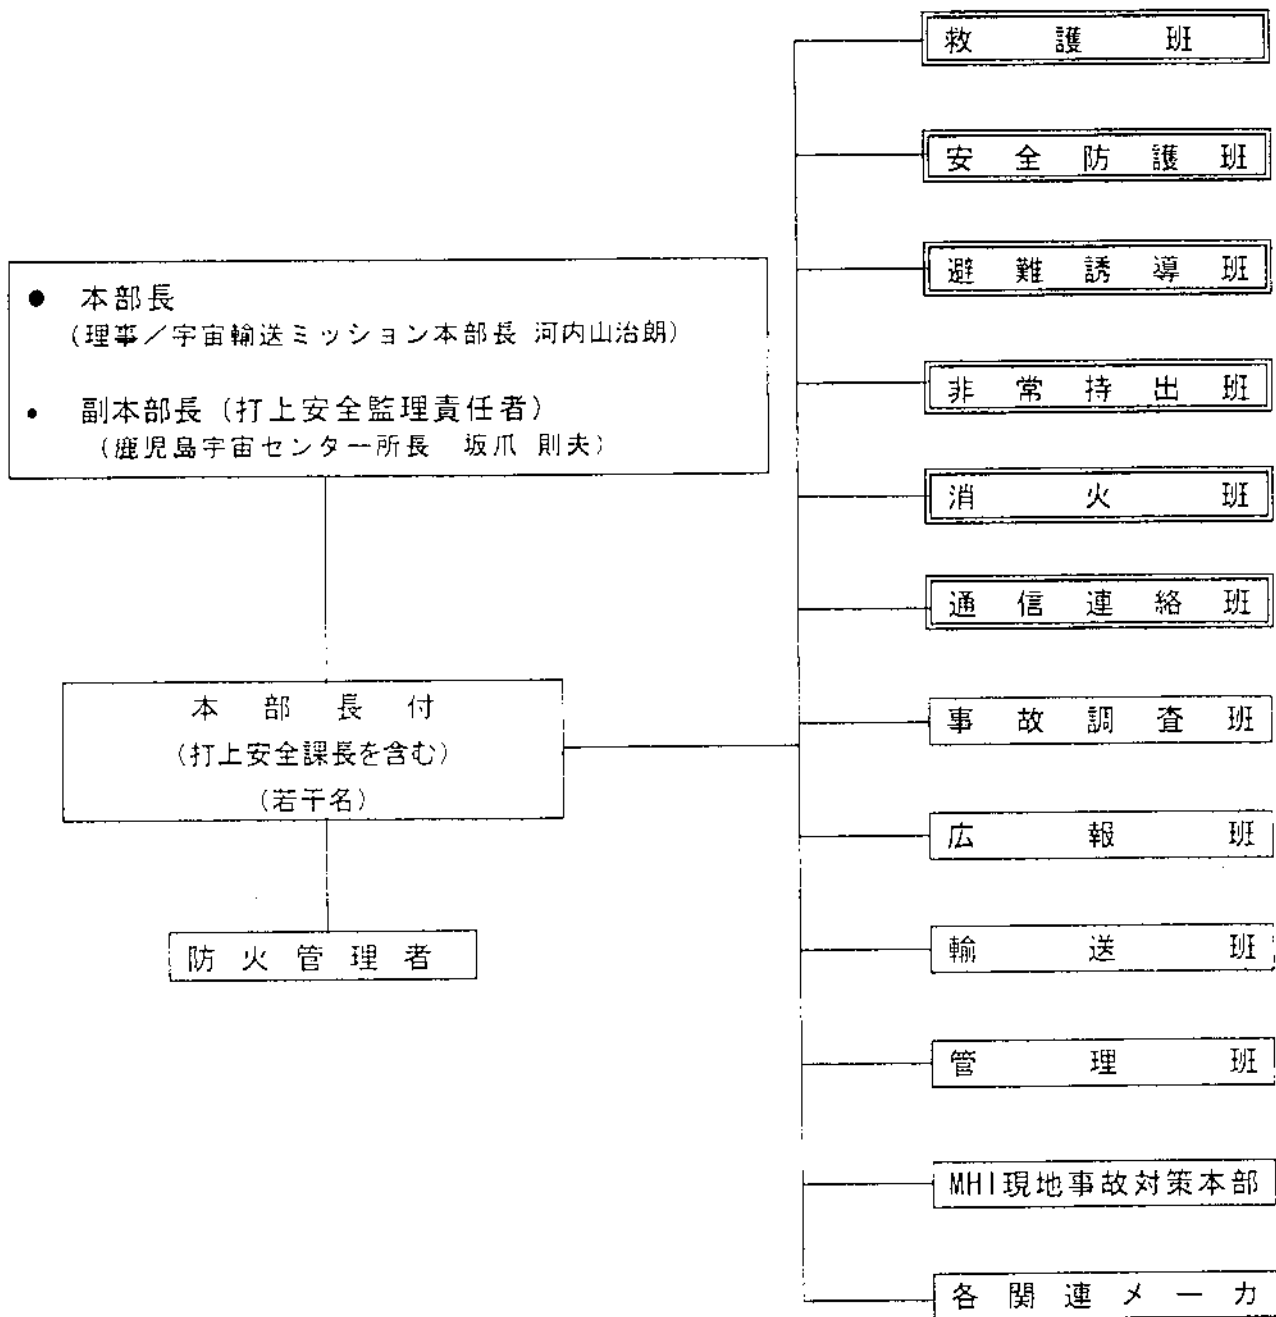 ● 本部長
(理事／宇宙輸送ミッション本部長 河内山治朗)
• 副本部長（打上安全監理責任者）
(鹿児島宇宙センター所長 坂爪 則夫)
本部長付
(打上安全課長を含む)
(若干名)
防火管理者
救護班
安全防護班
避難誘導班
非常持出班
消火班
通信連絡班
事故調査班
広報班
輸送班
管理班
MHI現地事故対策本部
各関連メーカ